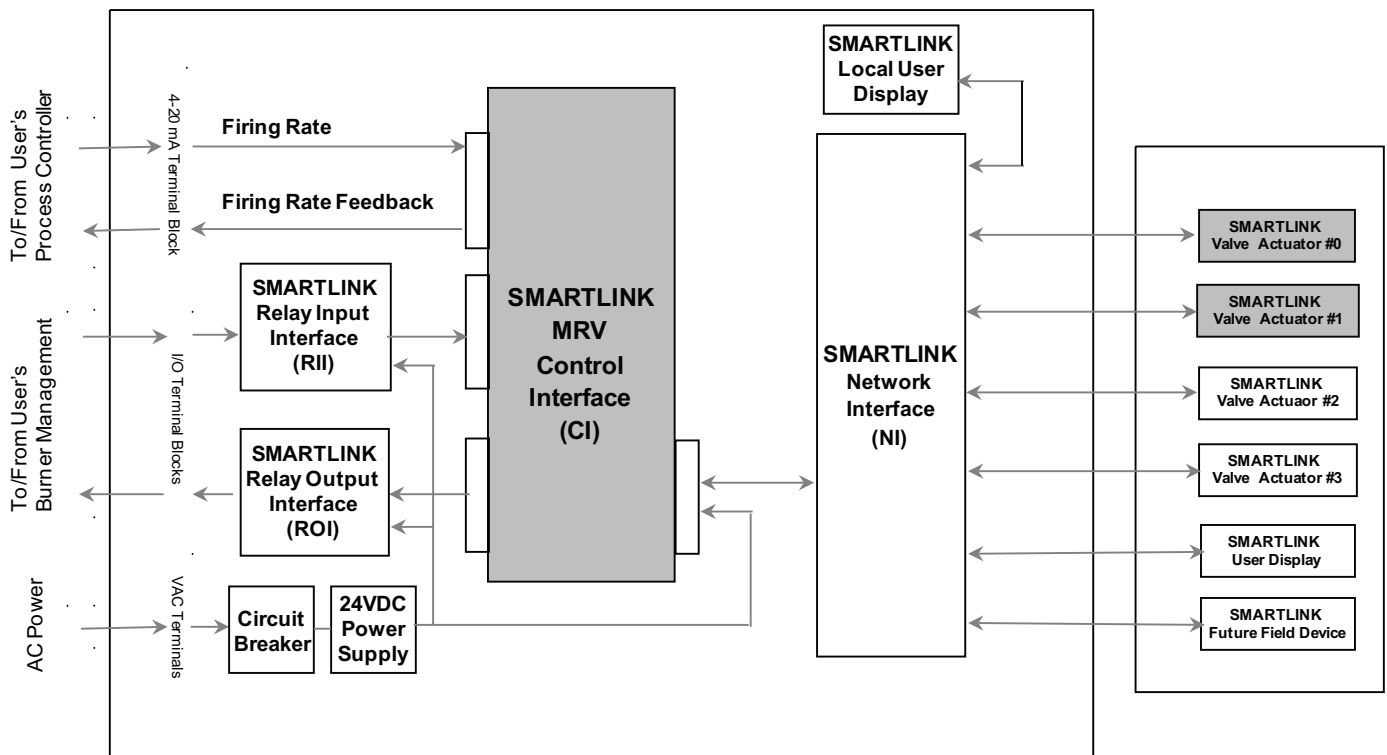 To/From User's
Process Controller
4-20 mA Terminal Block
Firing Rate
Firing Rate Feedback
To/From User's
Burner Management
I/O Terminal Blocks
SMARTLINK
Relay Input
Interface
(RII)
SMARTLINK
Relay Output
Interface
(ROI)
AC Power
VAC Terminals
Circuit
Breaker
24VDC
Power
Supply
SMARTLINK
MRV
Control
Interface
(CI)
SMARTLINK
Local User
Display
SMARTLINK
Network
Interface
(NI)
SMARTLINK
Valve Actuator #0
SMARTLINK
Valve Actuator #1
SMARTLINK
Valve Actuaor #2
SMARTLINK
Valve Actuator #3
SMARTLINK
User Display
SMARTLINK
Future Field Device